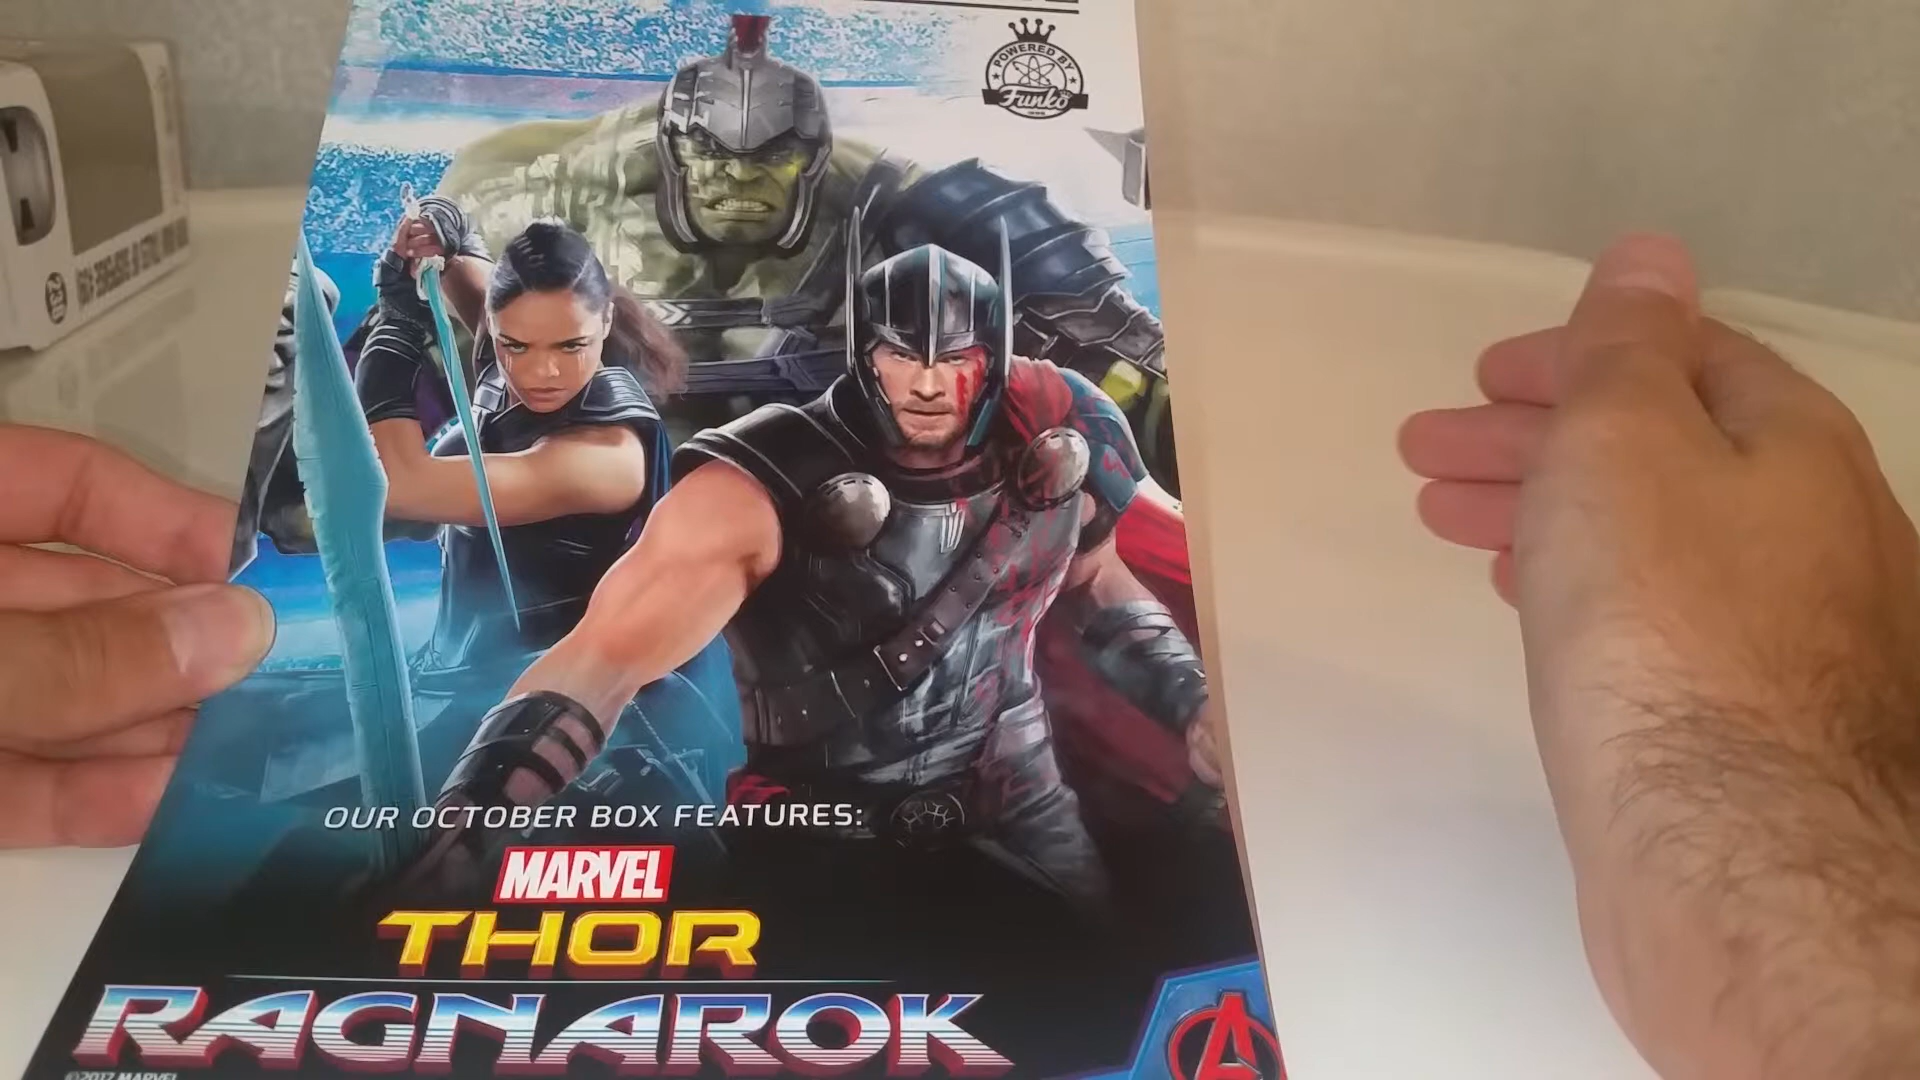 POWERED BY
Funko
OUR OCTOBER BOX FEATURES:
MARVEL
THOR
RAGNAROK
©2017 MARVEL